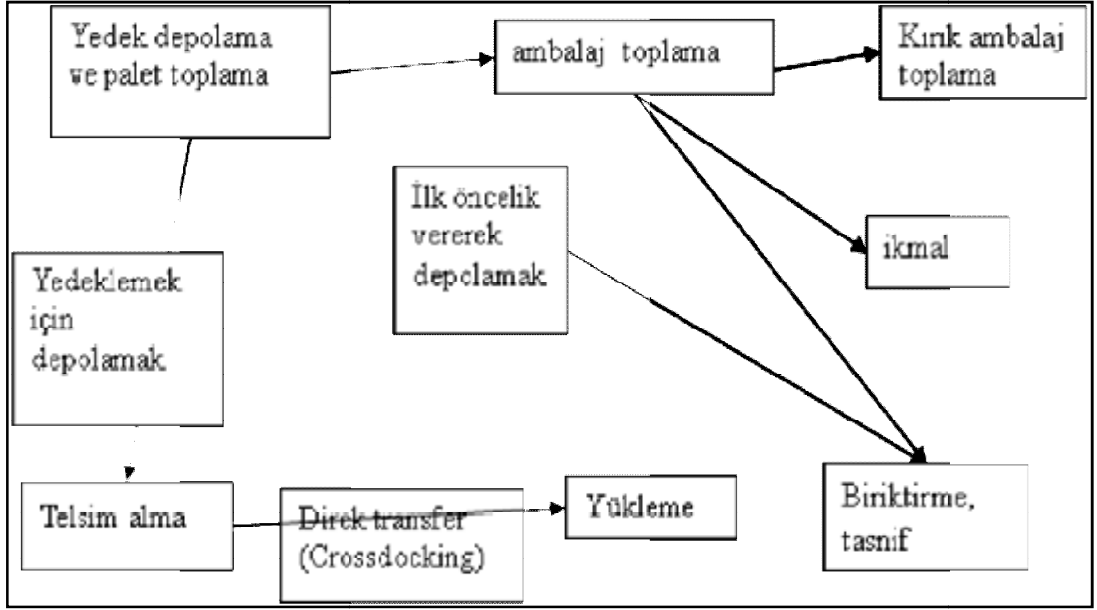 Yedek depolama
ve palet toplama
ambalaj toplama
Kırık ambalaj
toplama
İlk öncelik
vererek
depolamak
ikmal
Yedeklemek
için
depolamak
Telsim alma
Direk transfer
(Crossdocking)
Yükleme
Biriktirme,
tasnif